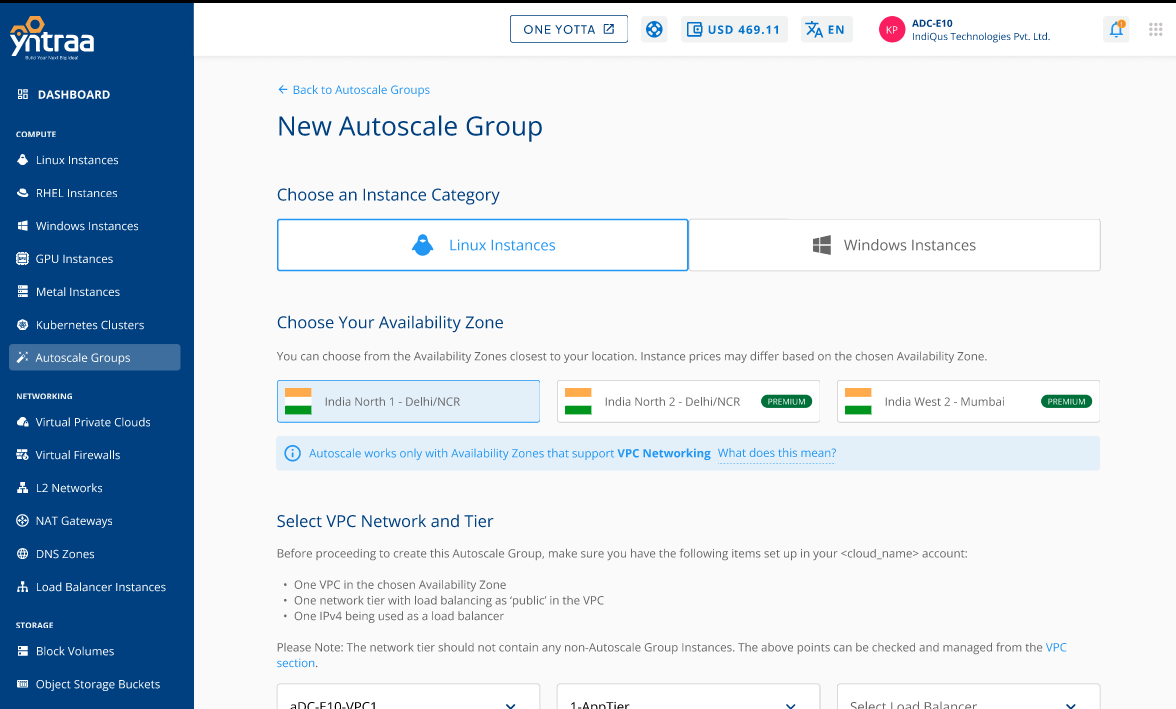 yntraa
Build Your Next Big Idea!
ONE YOTTA
USD 469.11
EN
KP
ADC-E10
IndiQus Technologies Pvt. Ltd.
1
DASHBOARD
COMPUTE
Linux Instances
RHEL Instances
Windows Instances
GPU Instances
Metal Instances
Kubernetes Clusters
Autoscale Groups
NETWORKING
Virtual Private Clouds
Virtual Firewalls
L2 Networks
NAT Gateways
DNS Zones
Load Balancer Instances
STORAGE
Block Volumes
Object Storage Buckets
Back to Autoscale Groups
New Autoscale Group
Choose an Instance Category
Linux Instances
Windows Instances
Choose Your Availability Zone
You can choose from the Availability Zones closest to your location. Instance prices may differ based on the chosen Availability Zone.
India North 1 - Delhi/NCR
India North 2 - Delhi/NCR PREMIUM
India West 2 - Mumbai PREMIUM
Autoscale works only with Availability Zones that support VPC Networking What does this mean?
Select VPC Network and Tier
Before proceeding to create this Autoscale Group, make sure you have the following items set up in your <cloud_name> account:
• One VPC in the chosen Availability Zone
• One network tier with load balancing as ‘public’ in the VPC
• One IPv4 being used as a load balancer
Please Note: The network tier should not contain any non-Autoscale Group Instances. The above points can be checked and managed from the VPC
section.
aDC-E10-VPC1
1-AppTier
Select Load Balancer